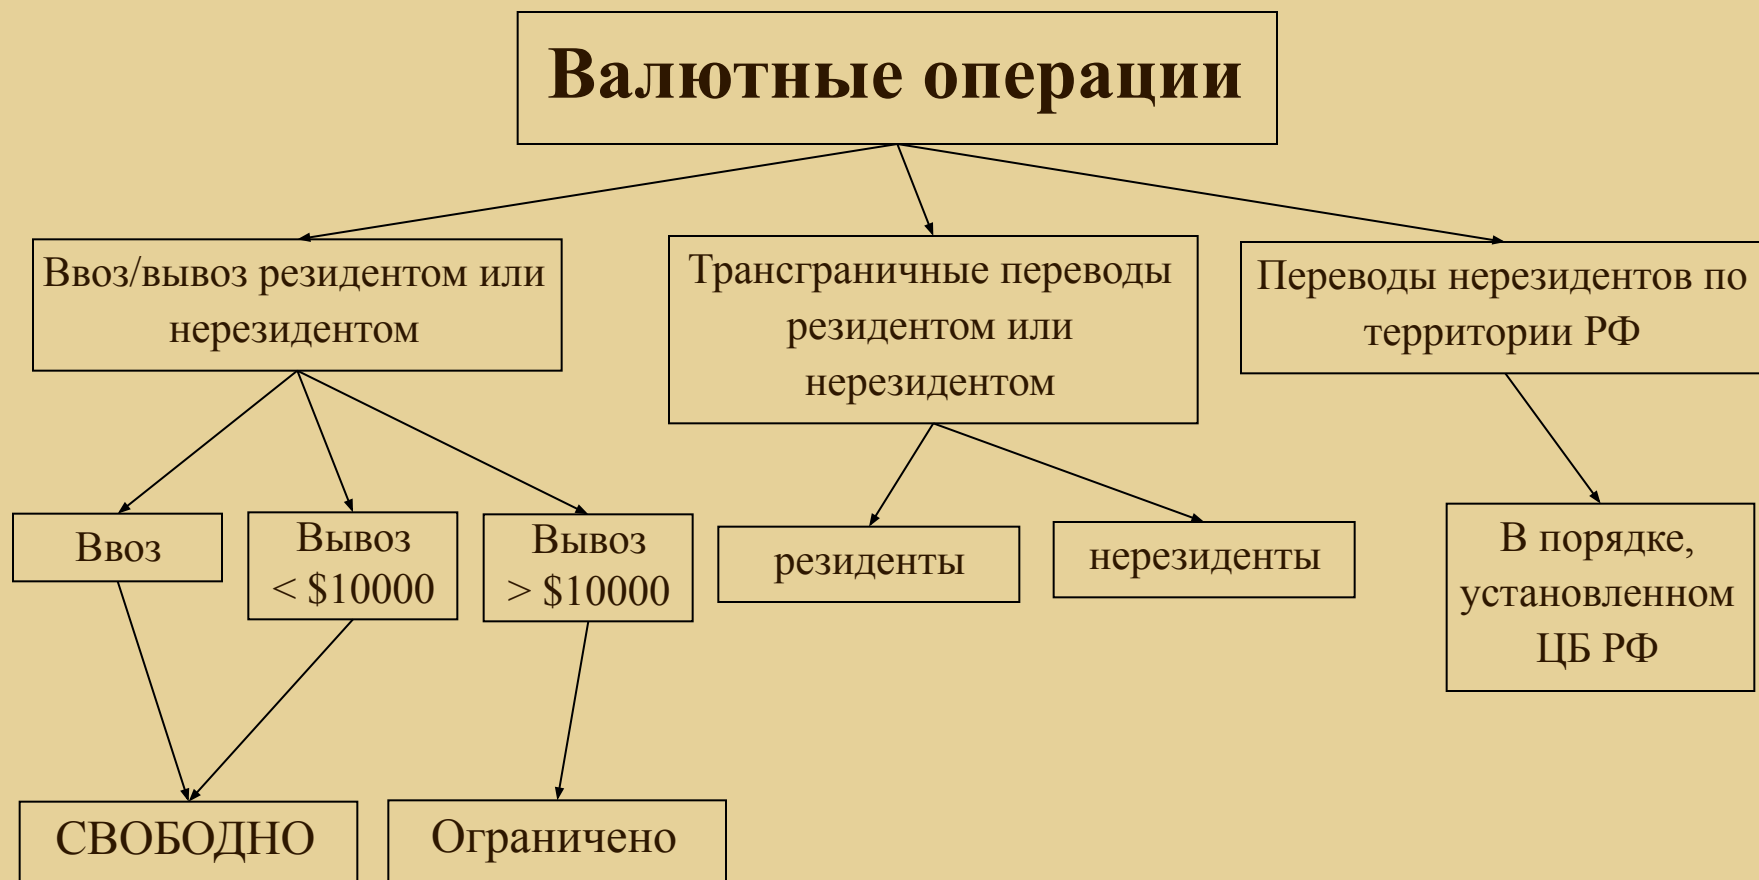 Валютные операции
Ввоз/вывоз резидентом или
нерезидентом
Трансграничные переводы
резидентом или
нерезидентом
Переводы нерезидентов по
территории РФ
Ввоз
Вывоз
< $10000
Вывоз
> $10000
резиденты
нерезиденты
В порядке,
установленном
ЦБ РФ
СВОБОДНО
Ограничено